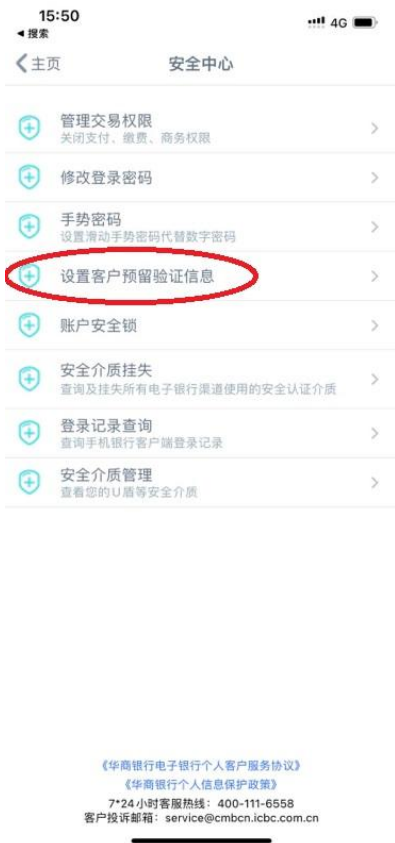 15:50
4G
搜索
主页
安全中心
管理交易权限
关闭支付、缴费、商务权限
修改登录密码
手势密码
设置滑动手势密码代替数字密码
设置客户预留验证信息
账户安全锁
安全介质挂失
查询及挂失所有电子银行渠道使用的安全认证介质
登录记录查询
查询手机银行客户端登录记录
安全介质管理
查看您的U盾等安全介质
《华商银行电子银行个人客户服务协议》
《华商银行个人信息保护政策》
7*24小时客服热线：400-111-6558
客户投诉邮箱：service@cmbcn.icbc.com.cn